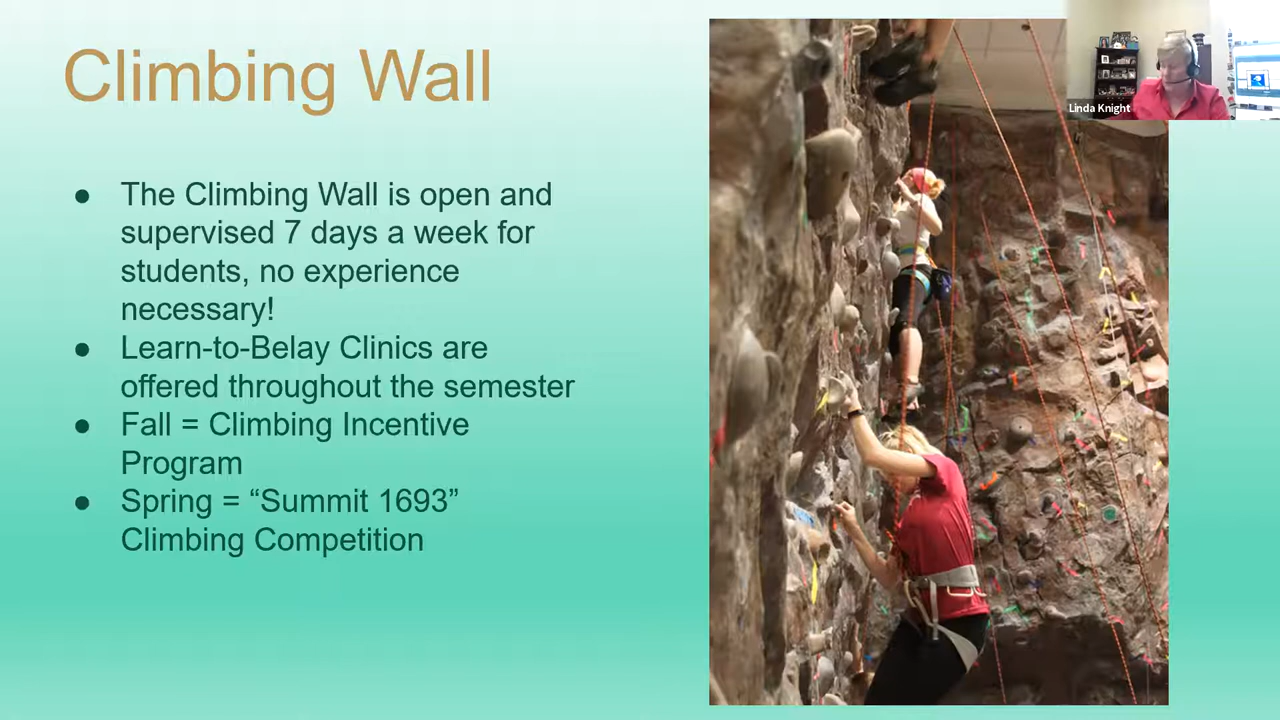 Climbing Wall
Linda Knight
● The Climbing Wall is open and
supervised 7 days a week for
students, no experience
necessary!
● Learn-to-Belay Clinics are
offered throughout the semester
● Fall = Climbing Incentive
Program
● Spring = “Summit 1693”
Climbing Competition